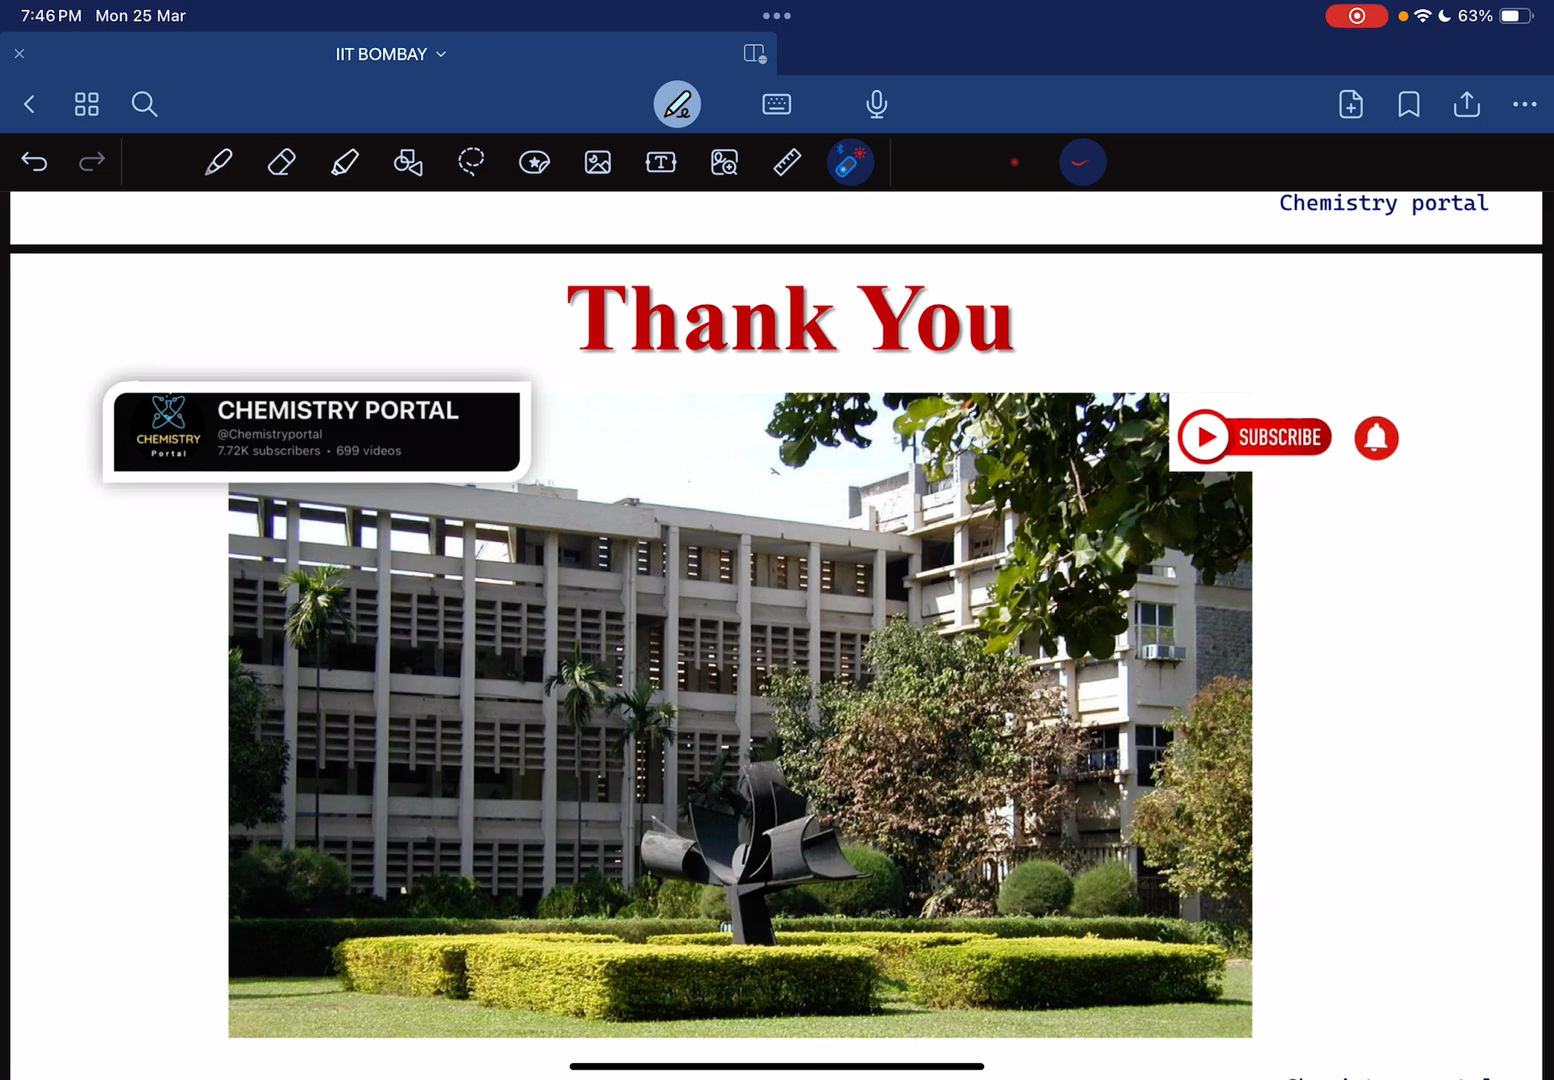 7:46 PM Mon 25 Mar
63%
IIT BOMBAY
T
Chemistry portal
Thank You
CHEMISTRY
Portal
CHEMISTRY PORTAL
@Chemistryportal
7.72K subscribers • 699 videos
SUBSCRIBE